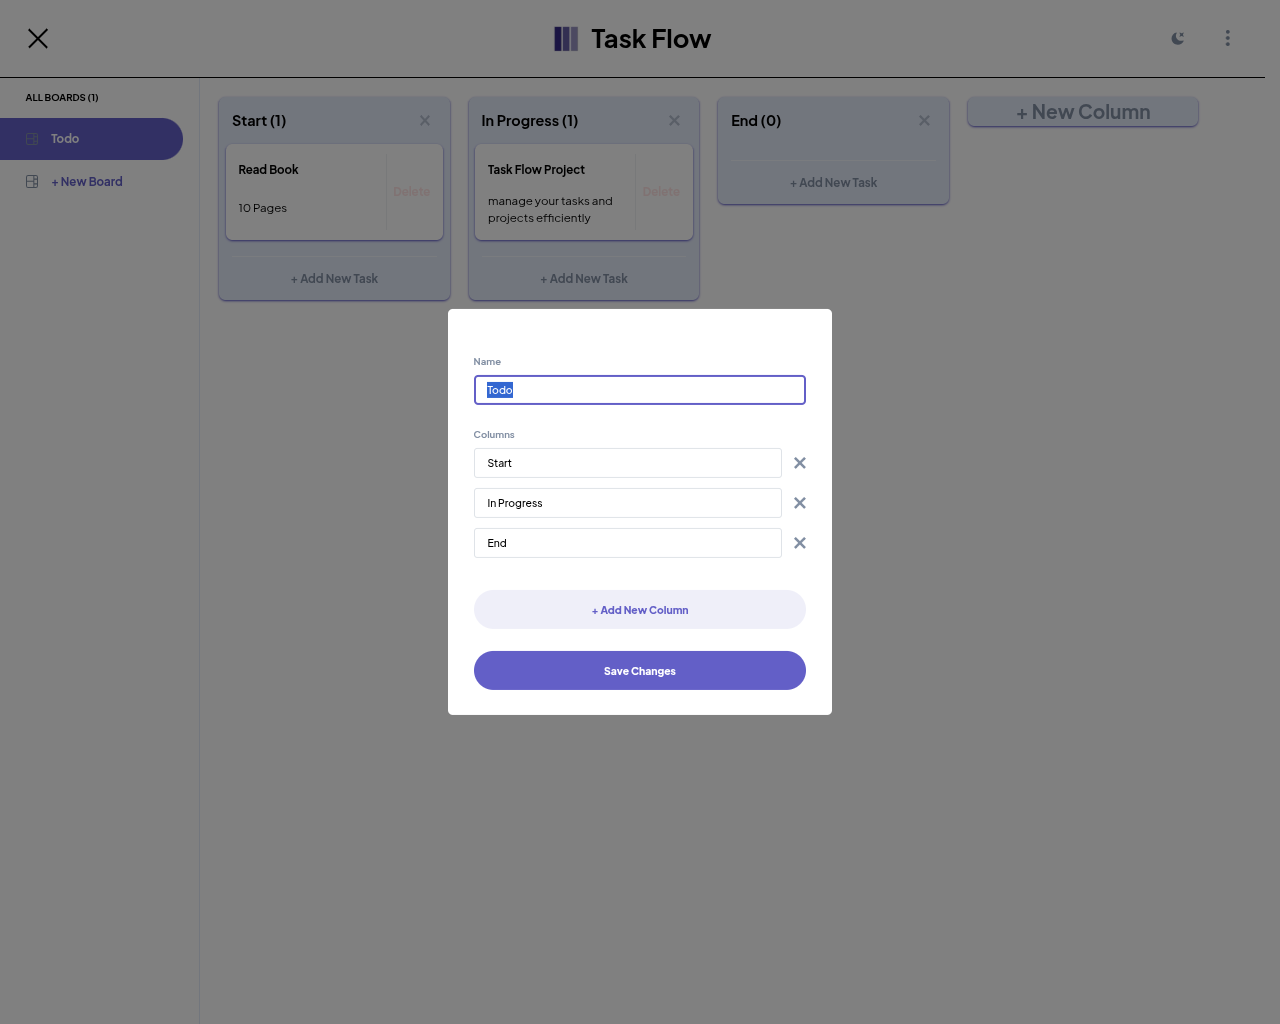 Task Flow
ALL BOARDS (1)
Todo
+ New Board
Start (1)
Read Book
Delete
10 Pages
+ Add New Task
In Progress (1)
Task Flow Project
Delete
manage your tasks and
projects efficiently
+ Add New Task
End (0)
+ Add New Task
+ New Column
Name
Todo
Columns
Start
In Progress
End
+ Add New Column
Save Changes